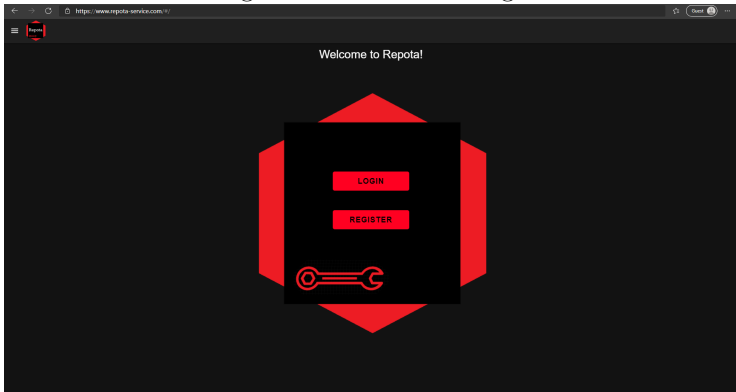 https://www.repota-service.com/#/
Guest
Repota
Welcome to Repota!
LOGIN
REGISTER